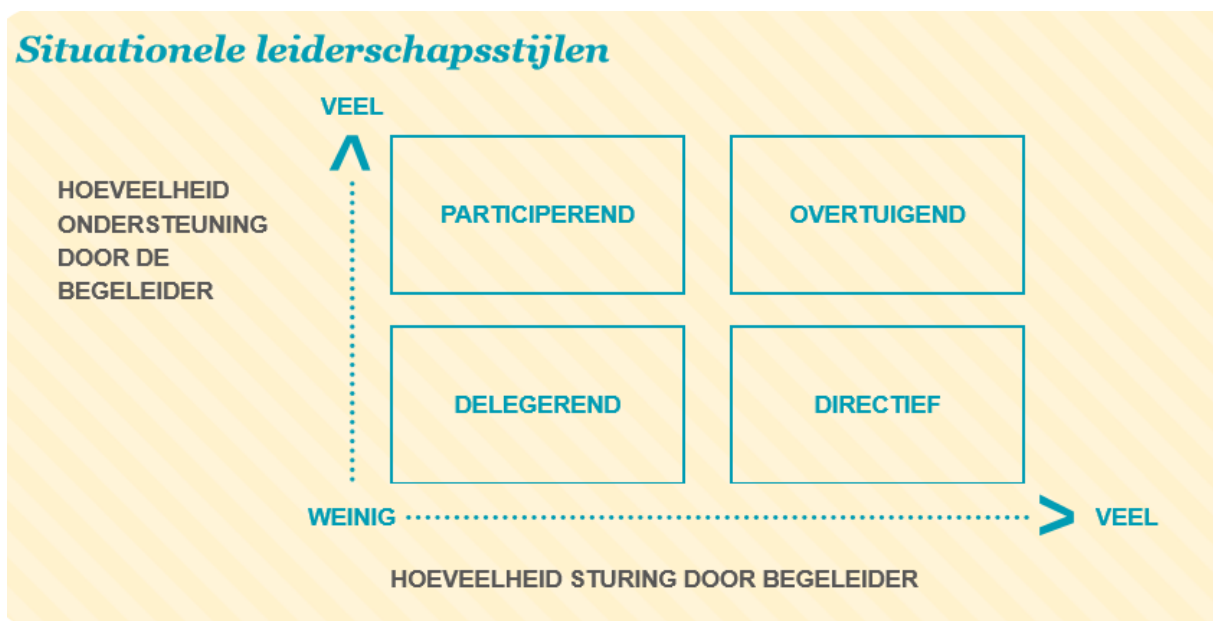 Situationele leiderschapsstijlen
VEEL
HOEVEELHEID
ONDERSTEUNING
DOOR DE
BEGELEIDER
PARTICIPEREND
OVERTUIGEND
DELEGEREND
DIRECTIEF
WEINIG
VEEL
HOEVEELHEID STURING DOOR BEGELEIDER